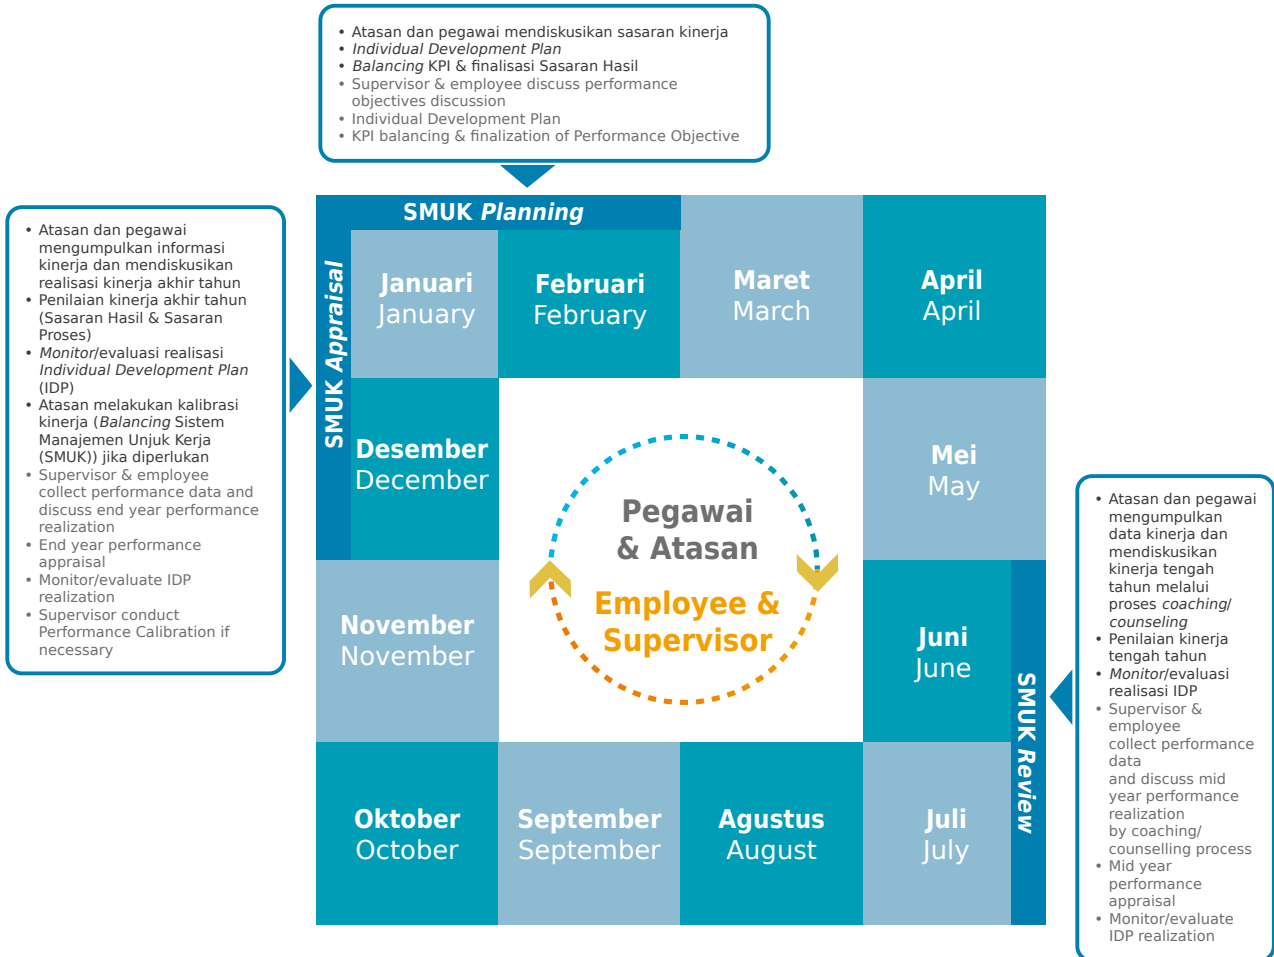 • Atasan dan pegawai mendiskusikan sasaran kinerja
• Individual Development Plan
• Balancing KPI & finalisasi Sasaran Hasil
• Supervisor & employee discuss performance
objectives discussion
• Individual Development Plan
• KPI balancing & finalization of Performance Objective
• Atasan dan pegawai
mengumpulkan informasi
kinerja dan mendiskusikan
realisasi kinerja akhir tahun
• Penilaian kinerja akhir tahun
(Sasaran Hasil & Sasaran
Proses)
• Monitor/evaluasi realisasi
Individual Development Plan
(IDP)
• Atasan melakukan kalibrasi
kinerja (Balancing Sistem
Manajemen Unjuk Kerja
(SMUK)) jika diperlukan
• Supervisor & employee
collect performance data and
discuss end year performance
realization
• End year performance
appraisal
• Monitor/evaluate IDP
realization
• Supervisor conduct
Performance Calibration if
necessary
SMUK Planning
SMUK Appraisal
Januari
January
Februari
February
Maret
March
April
April
Desember
December
Mei
May
Pegawai
& Atasan
Employee &
Supervisor
November
November
Juni
June
SMUK Review
Oktober
October
September
September
Agustus
August
Juli
July
• Atasan dan pegawai
mengumpulkan
data kinerja dan
mendiskusikan
kinerja tengah
tahun melalui
proses coaching/
counseling
• Penilaian kinerja
tengah tahun
• Monitor/evaluasi
realisasi IDP
• Supervisor &
employee
collect performance
data
and discuss mid
year performance
realization
by coaching/
counselling process
• Mid year
performance
appraisal
• Monitor/evaluate
IDP realization